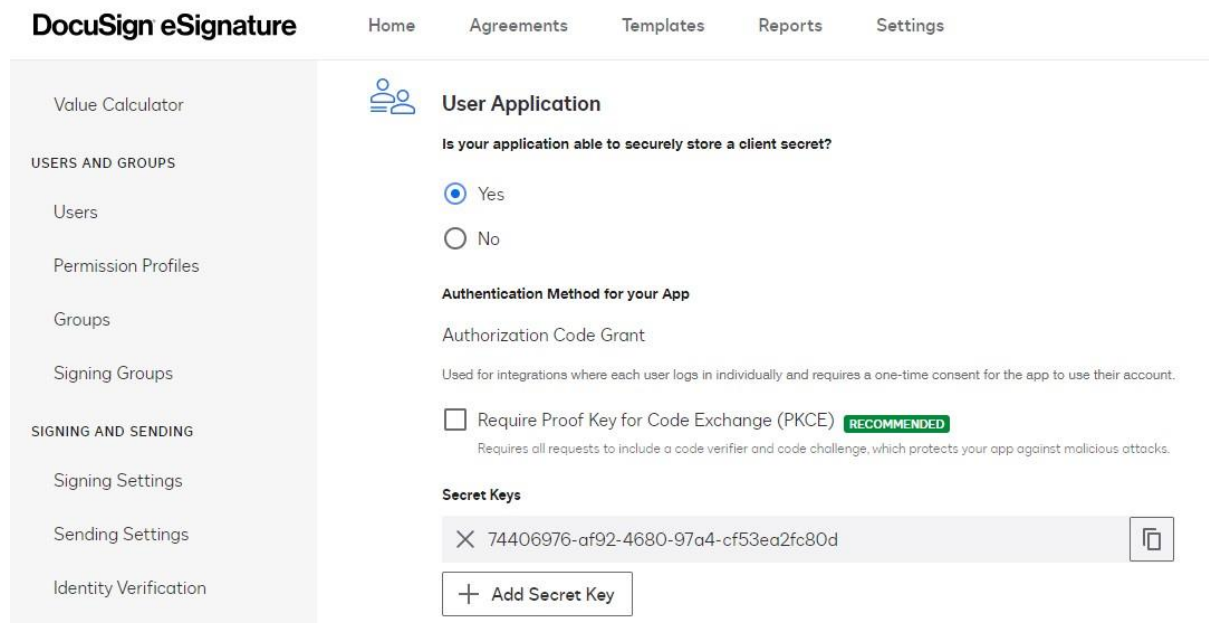 DocuSign eSignature
Home Agreements Templates Reports Settings
Value Calculator
USERS AND GROUPS
Users
Permission Profiles
Groups
Signing Groups
SIGNING AND SENDING
Signing Settings
Sending Settings
Identity Verification
User Application
Is your application able to securely store a client secret?
Yes
No
Authentication Method for your App
Authorization Code Grant
Used for integrations where each user logs in individually and requires a one-time consent for the app to use their account.
Require Proof Key for Code Exchange (PKCE) RECOMMENDED
Requires all requests to include a code verifier and code challenge, which protects your app against malicious attacks.
Secret Keys
74406976-af92-4680-97a4-cf53ea2fc80d
Add Secret Key